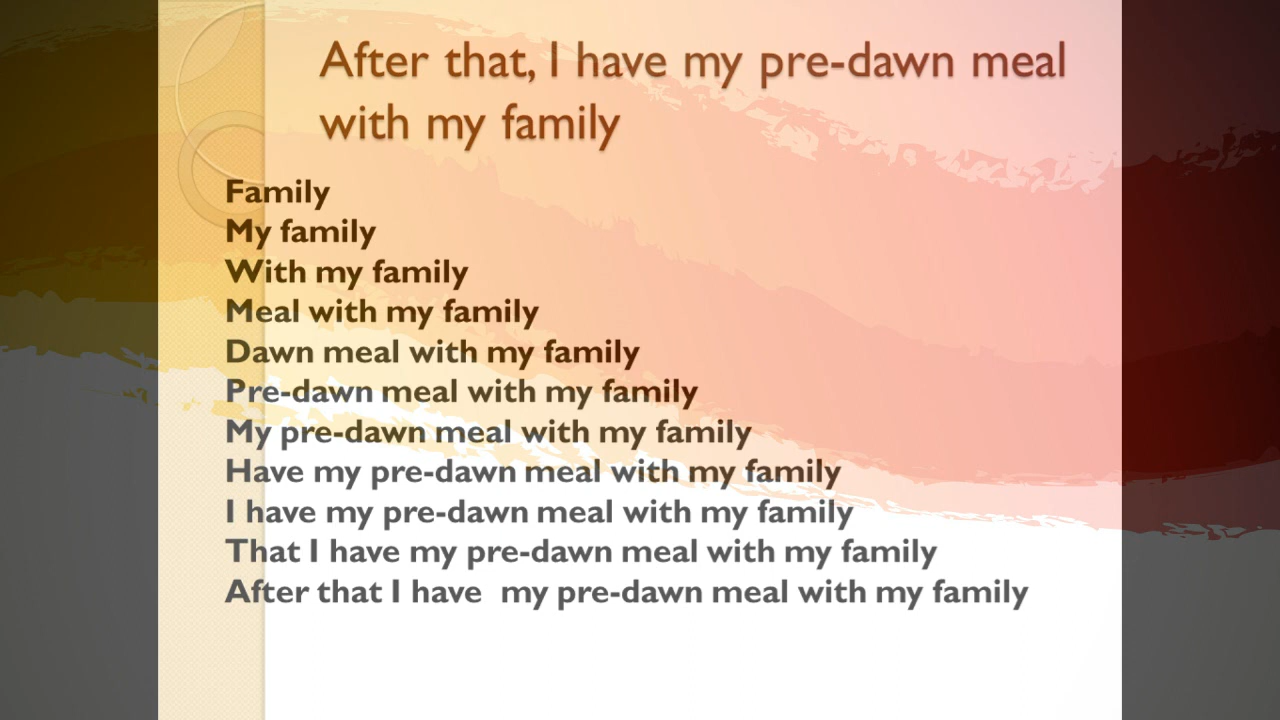 After that, I have my pre-dawn meal
with my family
Family
My family
With my family
Meal with my family
Dawn meal with my family
Pre-dawn meal with my family
My pre-dawn meal with my family
Have my pre-dawn meal with my family
I have my pre-dawn meal with my family
That I have my pre-dawn meal with my family
After that I have  my pre-dawn meal with my family